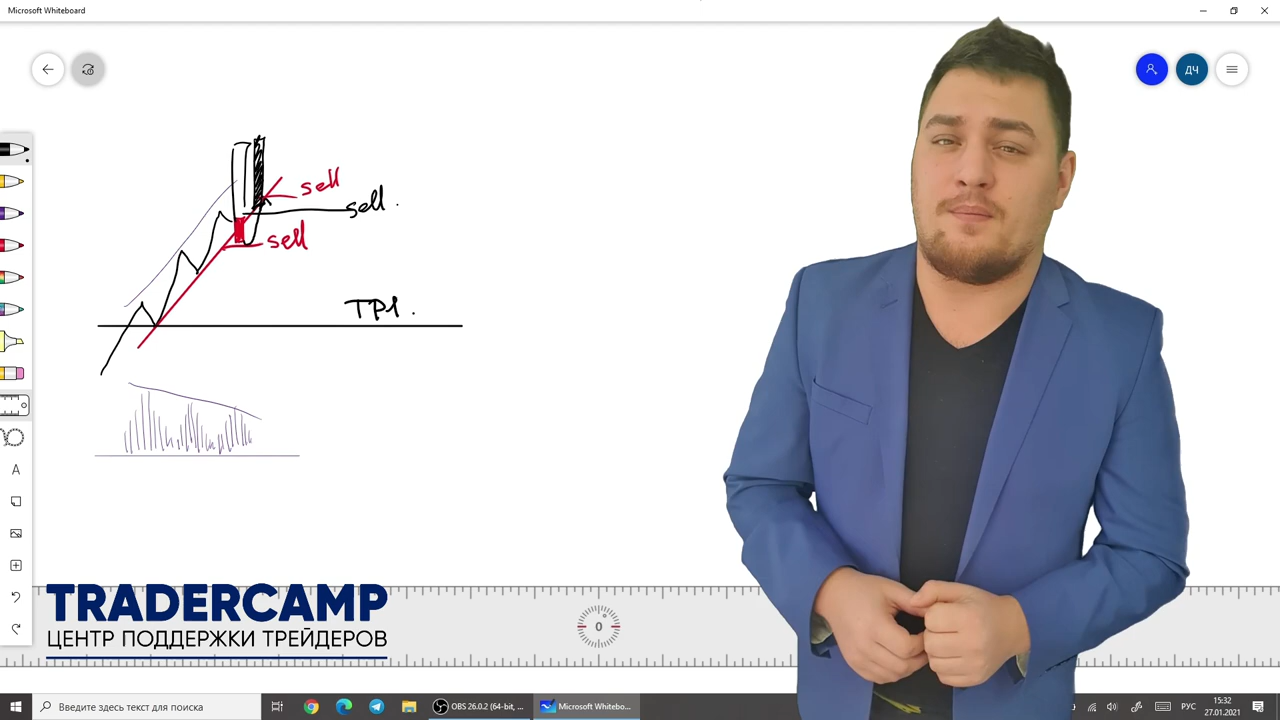 Microsoft Whiteboard
ДЧ
sell
sell.
sell
TP1.
A
TRADERCAMP
ЦЕНТР ПОДДЕРЖКИ ТРЕЙДЕРОВ
0°
Введите здесь текст для поиска
OBS 26.0.2 (64-bit, ...
Microsoft Whitebo...
РУС
15:32
27.01.2021